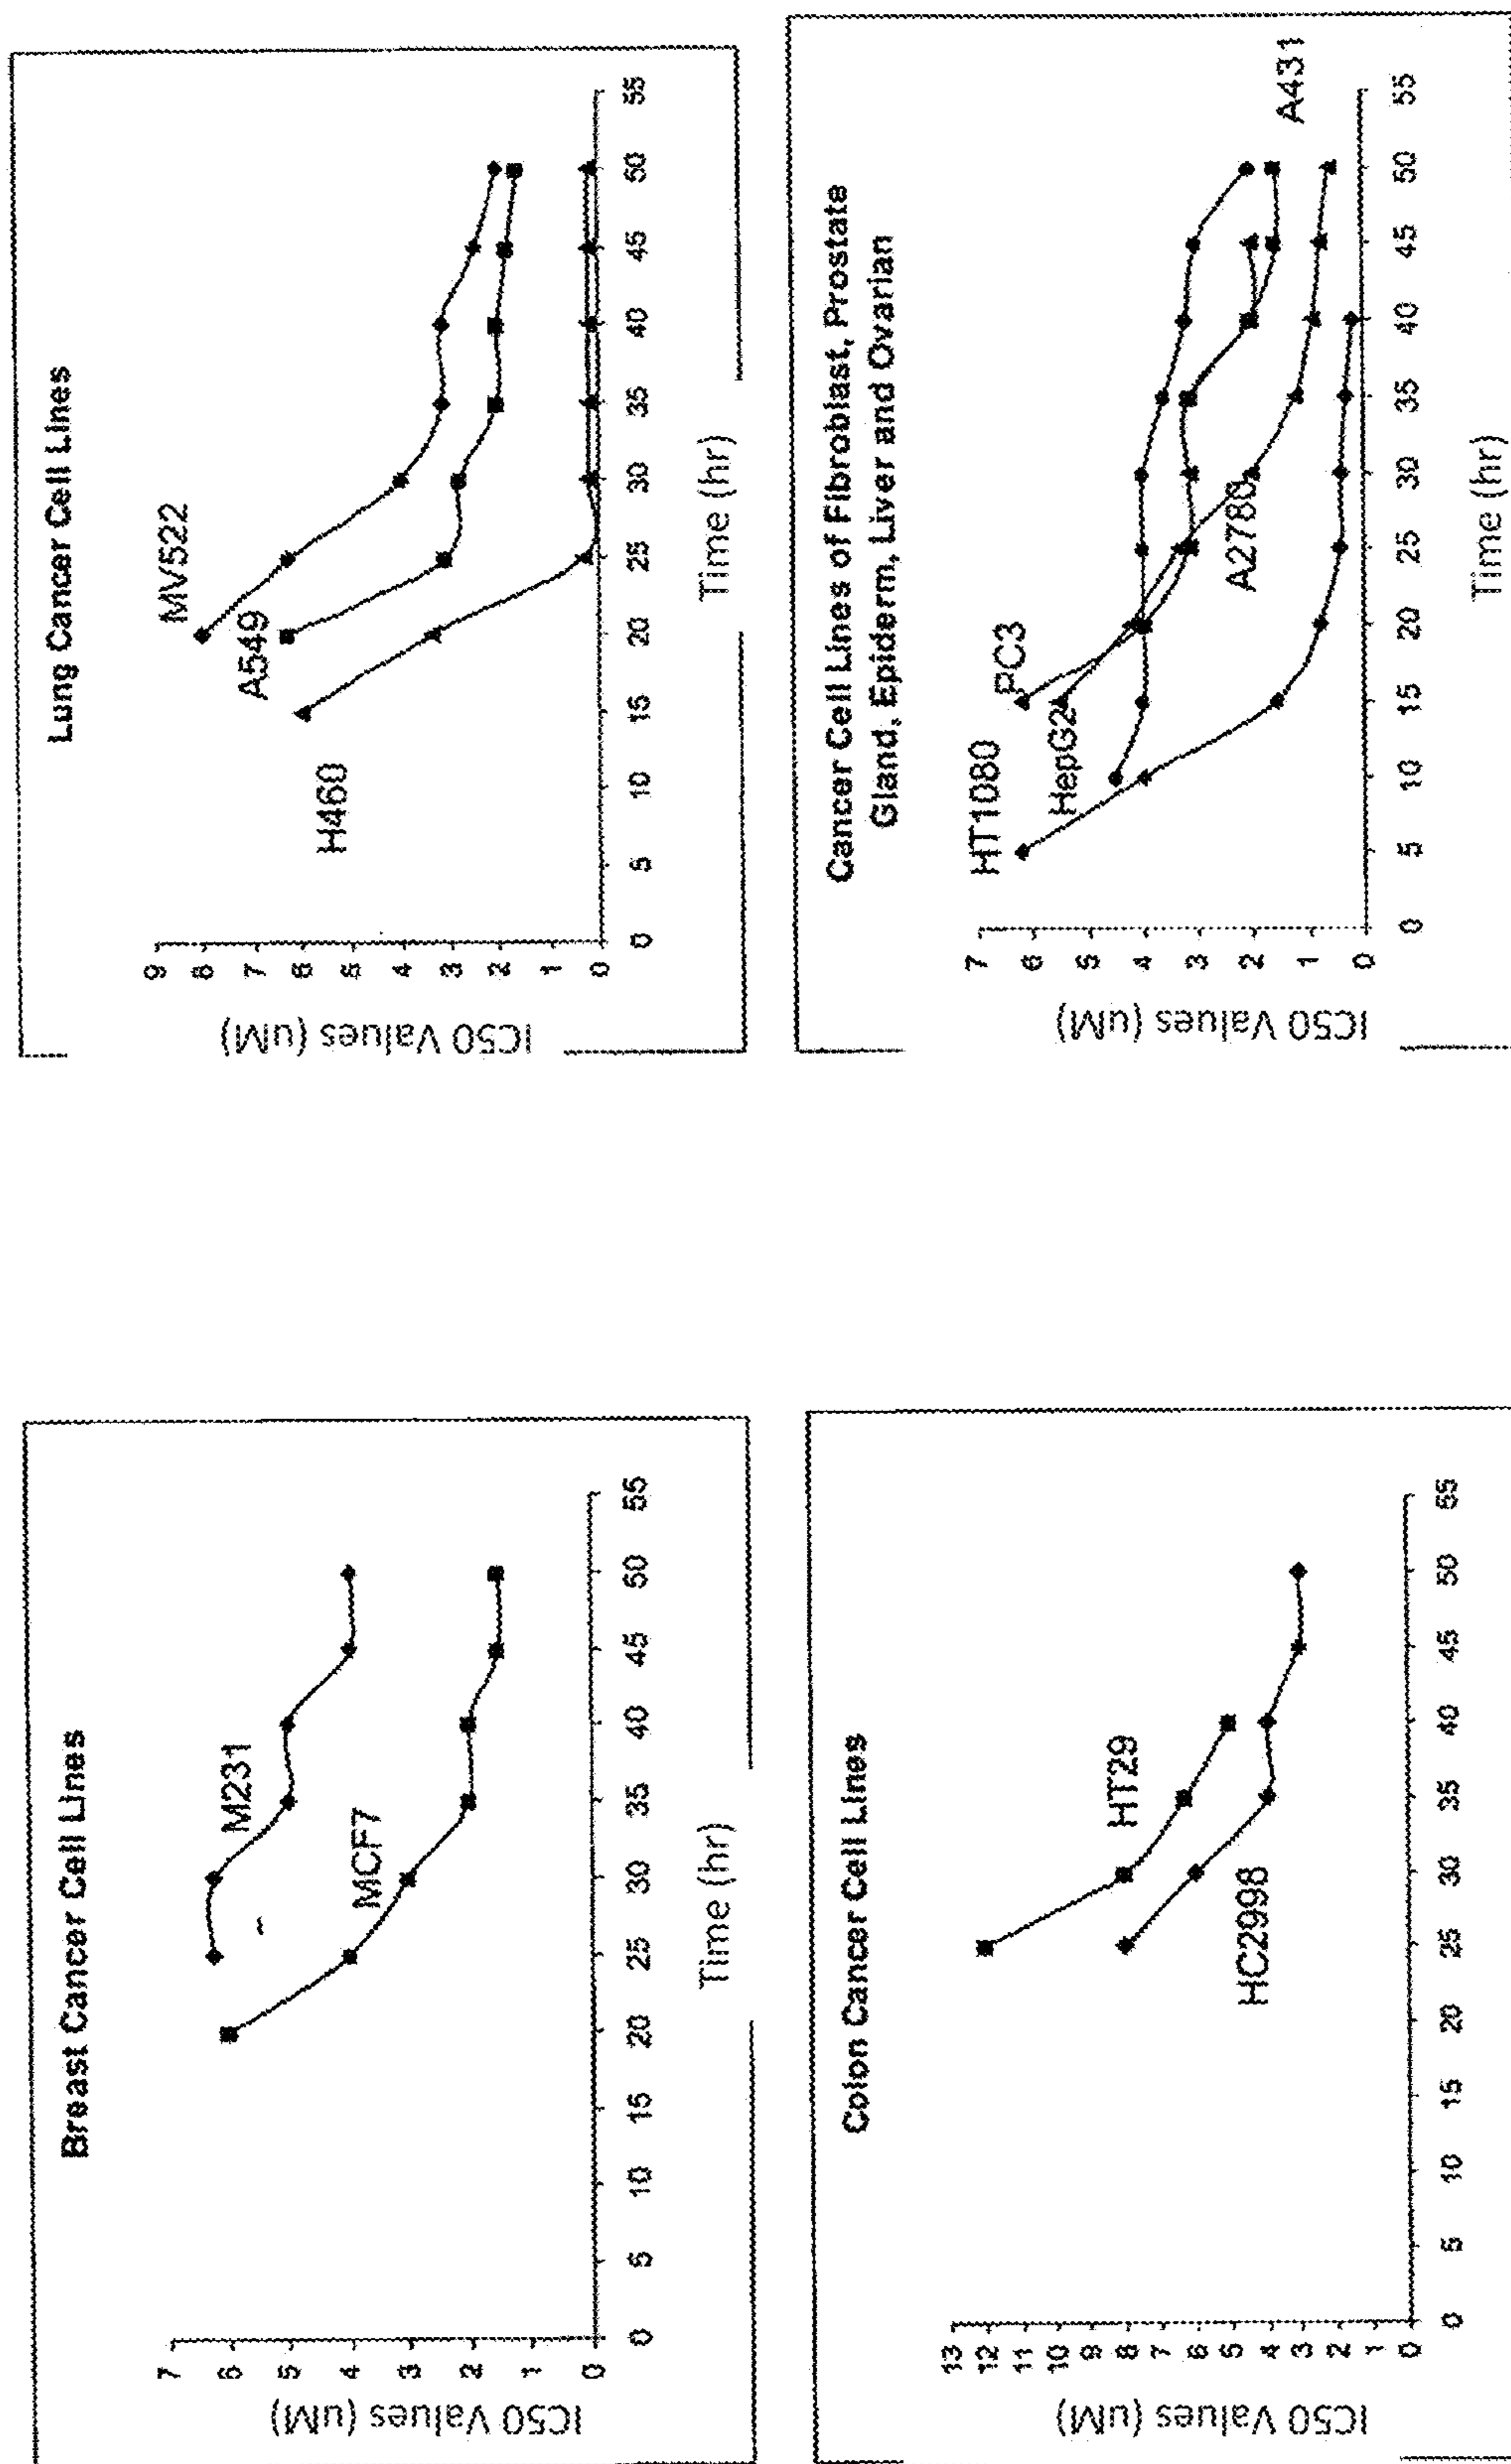 Breast Cancer Cell Lines
IC50 Values (uM)
7
6
5
4
3
2
1
0
M231
MCF7
0 5 10 15 20 25 30 35 40 45 50 55
Time (hr)
Lung Cancer Cell Lines
IC50 Values (uM)
9
8
7
6
5
4
3
2
1
0
MV522
A549
H460
0 5 10 15 20 25 30 35 40 45 50 55
Time (hr)
Colon Cancer Cell Lines
IC50 Values (uM)
13
12
11
10
9
8
7
6
5
4
3
2
1
0
HT29
HC2998
0 5 10 15 20 25 30 35 40 45 50 55
Cancer Cell Lines of Fibroblast, Prostate
Gland, Epiderm, Liver and Ovarian
IC50 Values (uM)
7
6
5
4
3
2
1
0
HT1080
PC3
HepG2
A2780
A431
0 5 10 15 20 25 30 35 40 45 50 55
Time (hr)